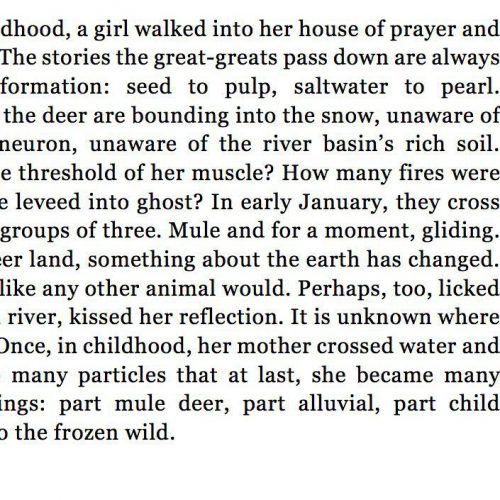 dhood, a girl walked into her house of prayer and
The stories the great-greats pass down are always
formation: seed to pulp, saltwater to pearl.
the deer are bounding into the snow, unaware of
neuron, unaware of the river basin’s rich soil.
e threshold of her muscle? How many fires were
e leveed into ghost? In early January, they cross
groups of three. Mule and for a moment, gliding.
eer land, something about the earth has changed.
like any other animal would. Perhaps, too, licked
river, kissed her reflection. It is unknown where
Once, in childhood, her mother crossed water and
many particles that at last, she became many
ings: part mule deer, part alluvial, part child
o the frozen wild.